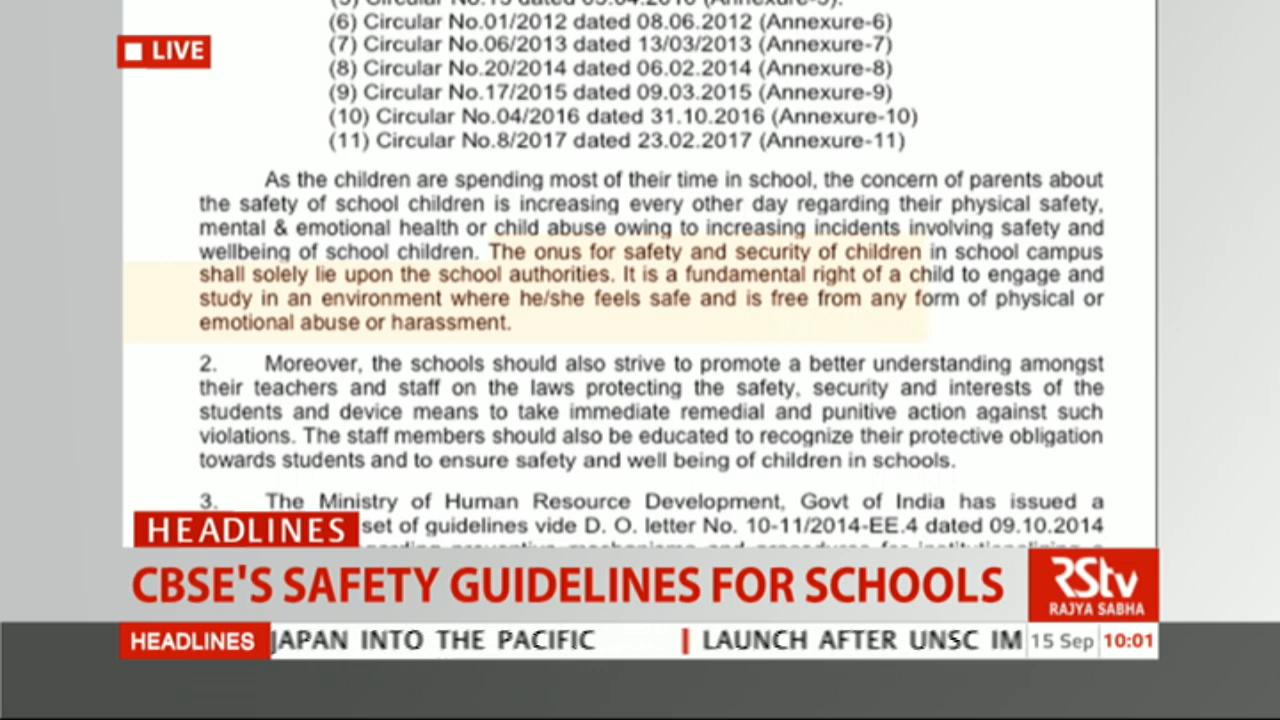 (6) Circular No.01/2012 dated 08.06.2012 (Annexure-6)
(7) Circular No.06/2013 dated 13/03/2013 (Annexure-7)
(8) Circular No.20/2014 dated 06.02.2014 (Annexure-8)
(9) Circular No.17/2015 dated 09.03.2015 (Annexure-9)
(10) Circular No.04/2016 dated 31.10.2016 (Annexure-10)
(11) Circular No.8/2017 dated 23.02.2017 (Annexure-11)
LIVE
As the children are spending most of their time in school, the concern of parents about
the safety of school children is increasing every other day regarding their physical safety,
mental & emotional health or child abuse owing to increasing incidents involving safety and
wellbeing of school children. The onus for safety and security of children in school campus
shall solely lie upon the school authorities. It is a fundamental right of a child to engage and
study in an environment where he/she feels safe and is free from any form of physical or
emotional abuse or harassment.
2. Moreover, the schools should also strive to promote a better understanding amongst
their teachers and staff on the laws protecting the safety, security and interests of the
students and device means to take immediate remedial and punitive action against such
violations. The staff members should also be educated to recognize their protective obligation
towards students and to ensure safety and well being of children in schools.
3. The Ministry of Human Resource Development, Govt of India has issued a
set of guidelines vide D. O. letter No. 10-11/2014-EE.4 dated 09.10.2014
HEADLINES
CBSE'S SAFETY GUIDELINES FOR SCHOOLS
RStv
RAJYA SABHA
HEADLINES JAPAN INTO THE PACIFIC | LAUNCH AFTER UNSC IM 15 Sep 10:01